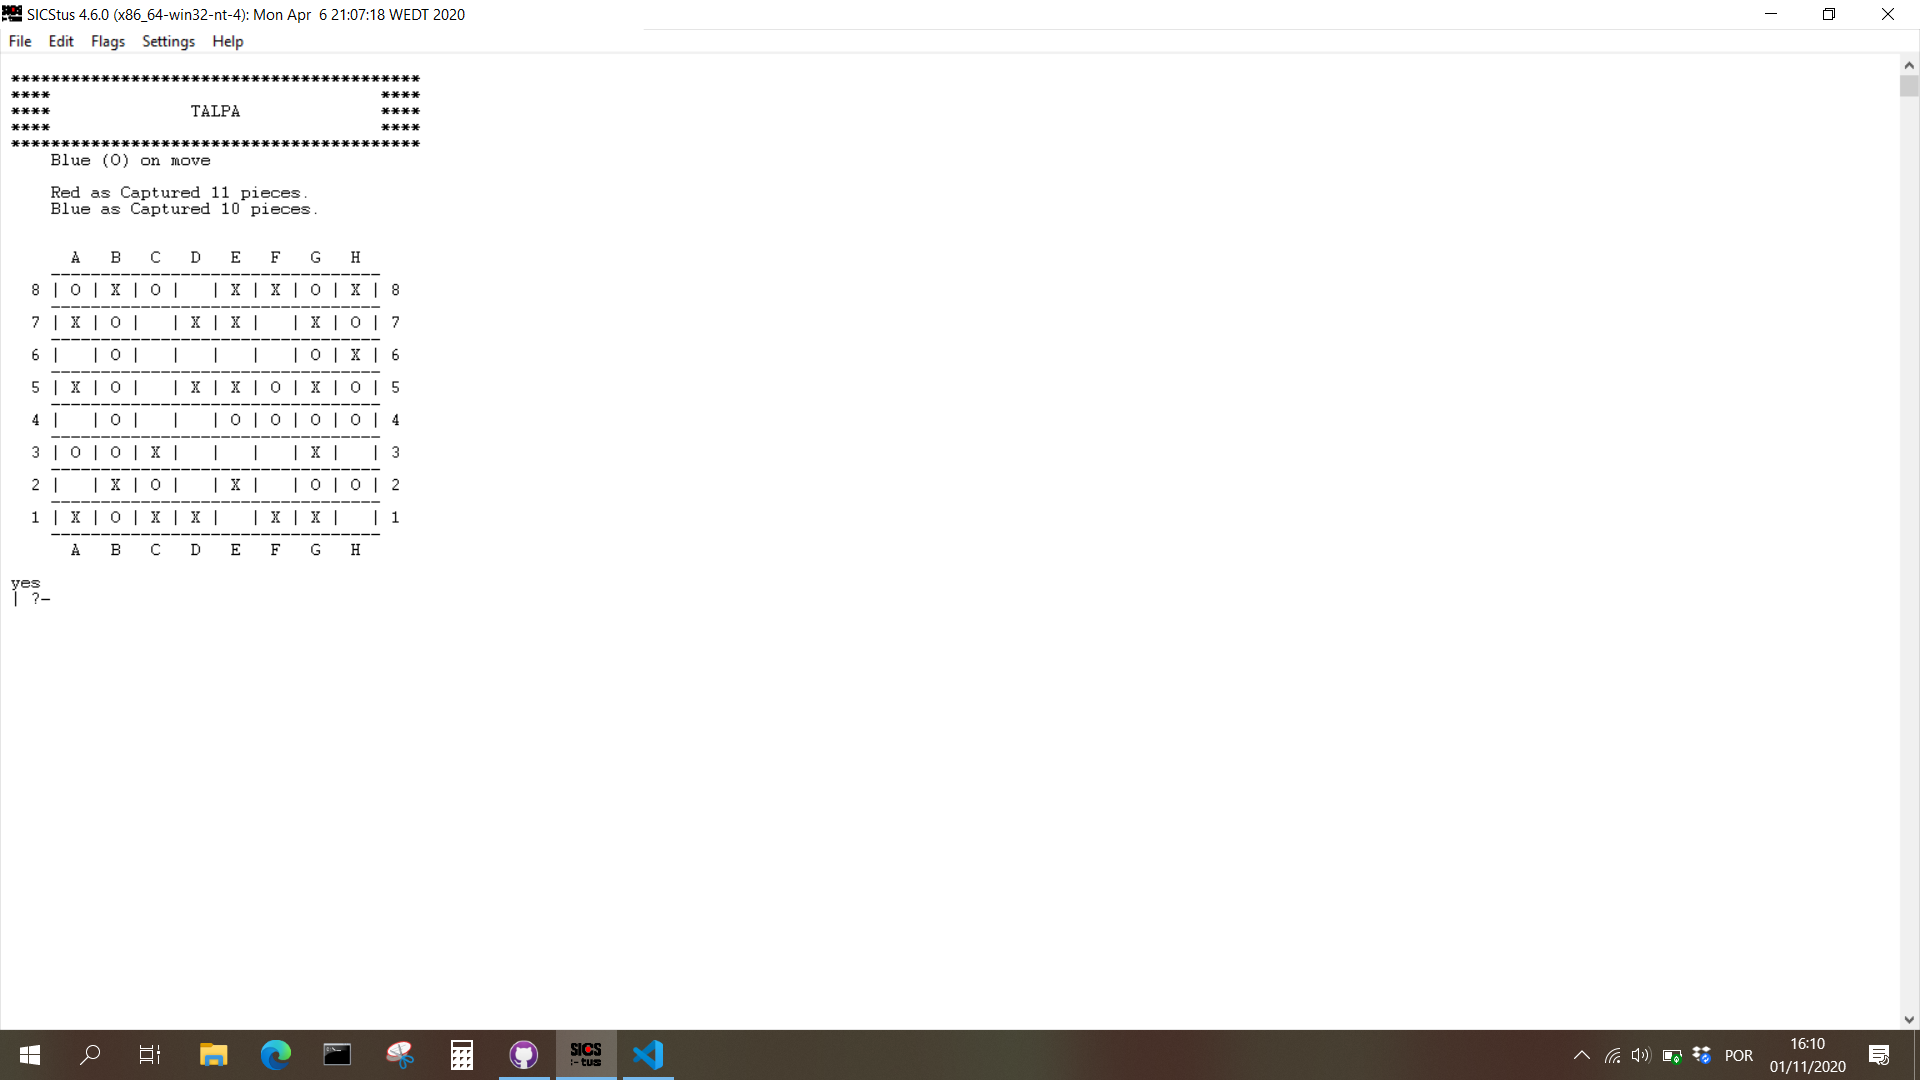 SICStus 4.6.0 (x86_64-win32-nt-4): Mon Apr  6 21:07:18 WEDT 2020
File Edit Flags Settings Help
*****************************************
****                                 ****
****              TALPA              ****
****                                 ****
*****************************************
    Blue (O) on move
    Red as Captured 11 pieces.
    Blue as Captured 10 pieces.
      A   B   C   D   E   F   G   H
    ---------------------------------
  8 | O | X | O |   | X | X | O | X | 8
    ---------------------------------
  7 | X | O |   | X | X |   | X | O | 7
    ---------------------------------
  6 |   | O |   |   |   |   | O | X | 6
    ---------------------------------
  5 | X | O |   | X | X | O | X | O | 5
    ---------------------------------
  4 |   | O |   |   | O | O | O | O | 4
    ---------------------------------
  3 | O | O | X |   |   |   | X |   | 3
    ---------------------------------
  2 |   | X | O |   | X |   | O | O | 2
    ---------------------------------
  1 | X | O | X | X |   | X | X |   | 1
    ---------------------------------
      A   B   C   D   E   F   G   H
yes
| ?-
SICS
:- tus
POR
16:10
01/11/2020